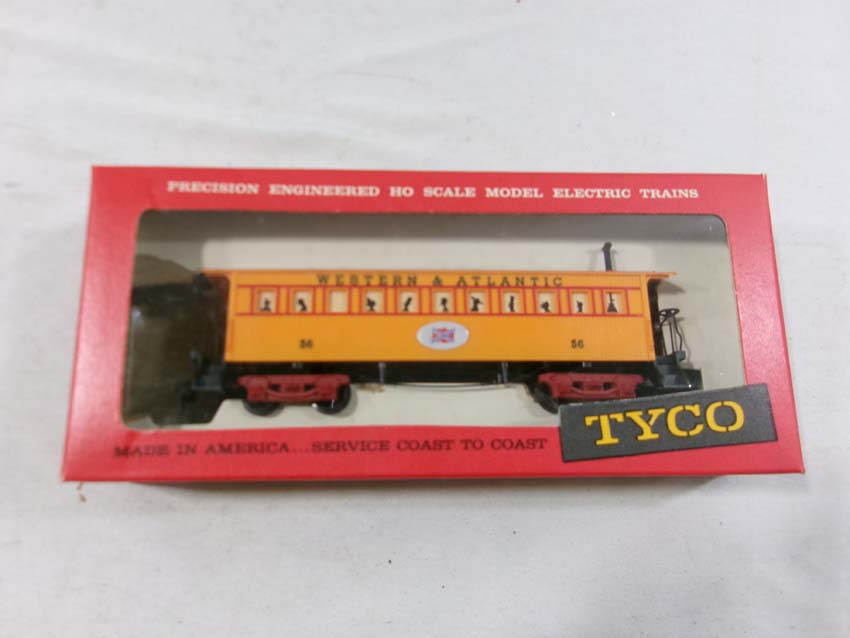 PRECISION ENGINEERED HO SCALE MODEL ELECTRIC TRAINS
WESTERN & ATLANTIC
56 56
MADE IN AMERICA...SERVICE COAST TO COAST
TYCO